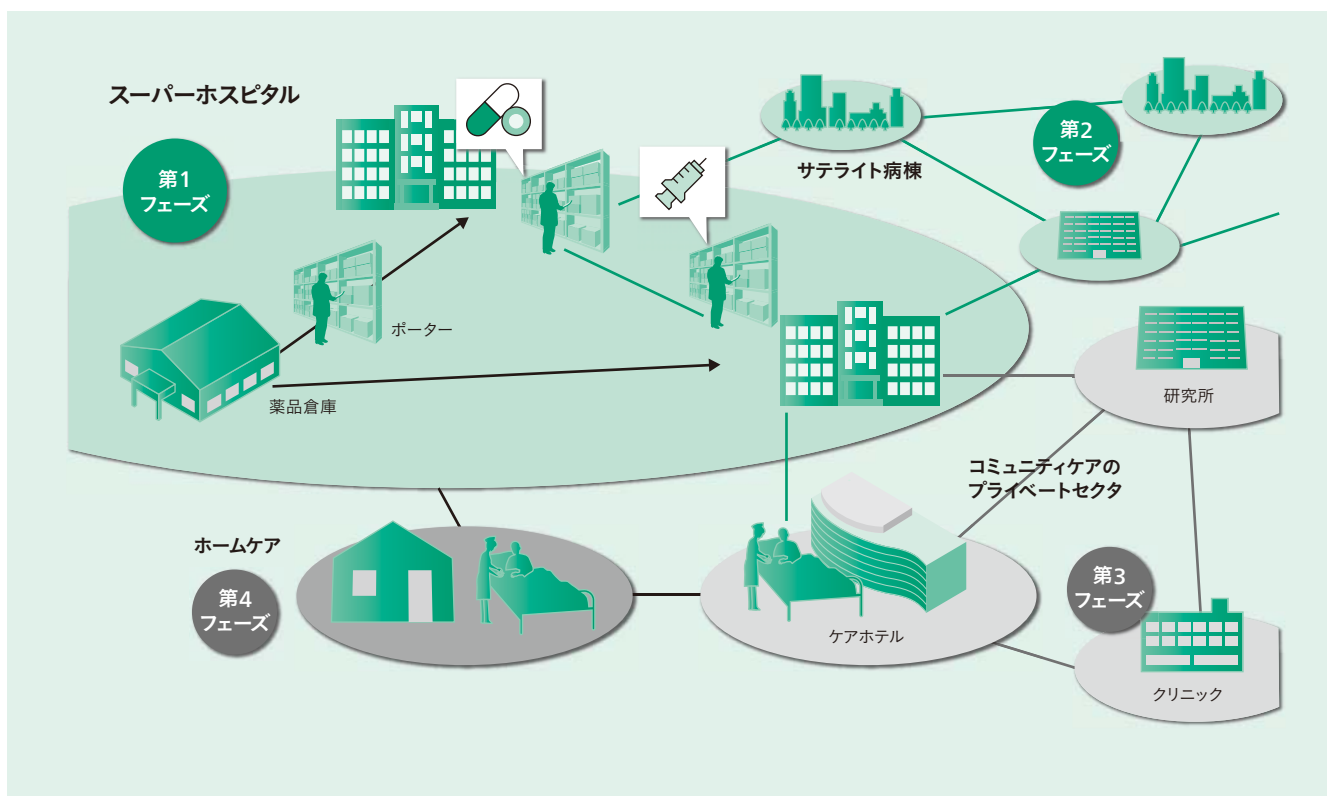 スーパーホスピタル
第1
フェーズ
ポーター
薬品倉庫
サテライト病棟
第2
フェーズ
研究所
コミュニティケアの
プライベートセクタ
第3
フェーズ
クリニック
ケアホテル
ホームケア
第4
フェーズ